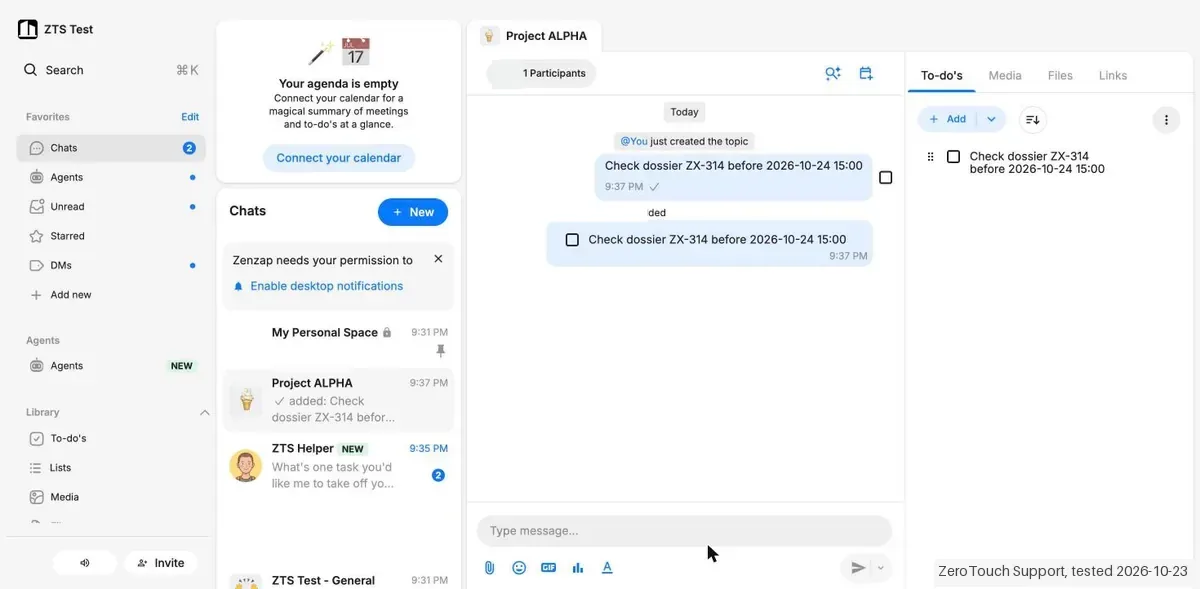 ZTS Test
Search
⌘K
Favorites
Edit
Chats
2
Agents
Unread
Starred
DMs
Add new
Agents
Agents
NEW
Library
To-do's
Lists
Media
Invite
JUL
17
Your agenda is empty
Connect your calendar for a
magical summary of meetings
and to-do's at a glance.
Connect your calendar
Chats
+ New
Zenzap needs your permission to
Enable desktop notifications
My Personal Space
9:31 PM
Project ALPHA
9:37 PM
✓ added: Check
dossier ZX-314 befor...
ZTS Helper NEW
9:35 PM
What's one task you'd
like me to take off yo...
2
ZTS Test - General
9:31 PM
Project ALPHA
1 Participants
Today
@You just created the topic
Check dossier ZX-314 before 2026-10-24 15:00
9:37 PM
ded
Check dossier ZX-314 before 2026-10-24 15:00
9:37 PM
Type message...
GIF
A
To-do's
Media
Files
Links
+ Add
Check dossier ZX-314
before 2026-10-24 15:00
ZeroTouch Support, tested 2026-10-23